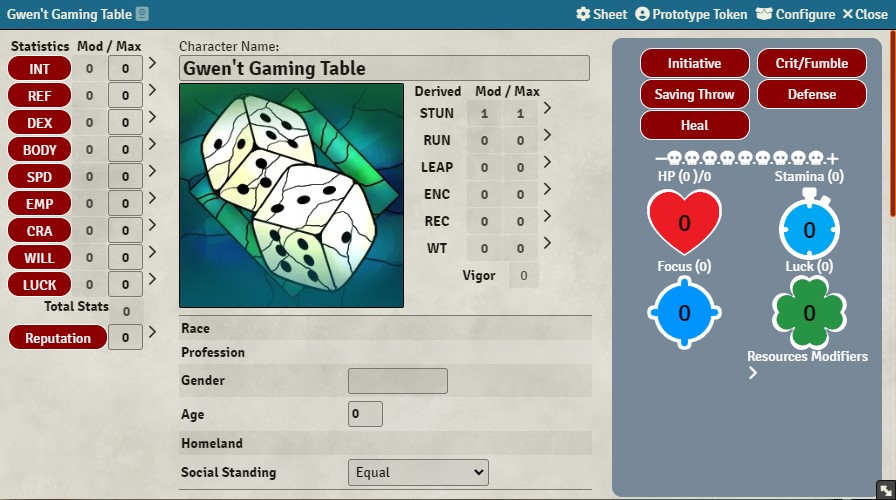 Gwen't Gaming Table
Sheet Prototype Token Configure Close
Statistics Mod / Max
INT 0 0
REF 0 0
DEX 0 0
BODY 0 0
SPD 0 0
EMP 0 0
CRA 0 0
WILL 0 0
LUCK 0 0
Total Stats 0
Reputation 0
Character Name:
Gwen't Gaming Table
Derived Mod / Max
STUN 1 1
RUN 0 0
LEAP 0 0
ENC 0 0
REC 0 0
WT 0 0
Vigor 0
Race
Profession
Gender
Age 0
Homeland
Social Standing Equal
Initiative Crit/Fumble
Saving Throw Defense
Heal
HP (0 )/0 Stamina (0)
0 0
Focus (0) Luck (0)
0 0
Resources Modifiers